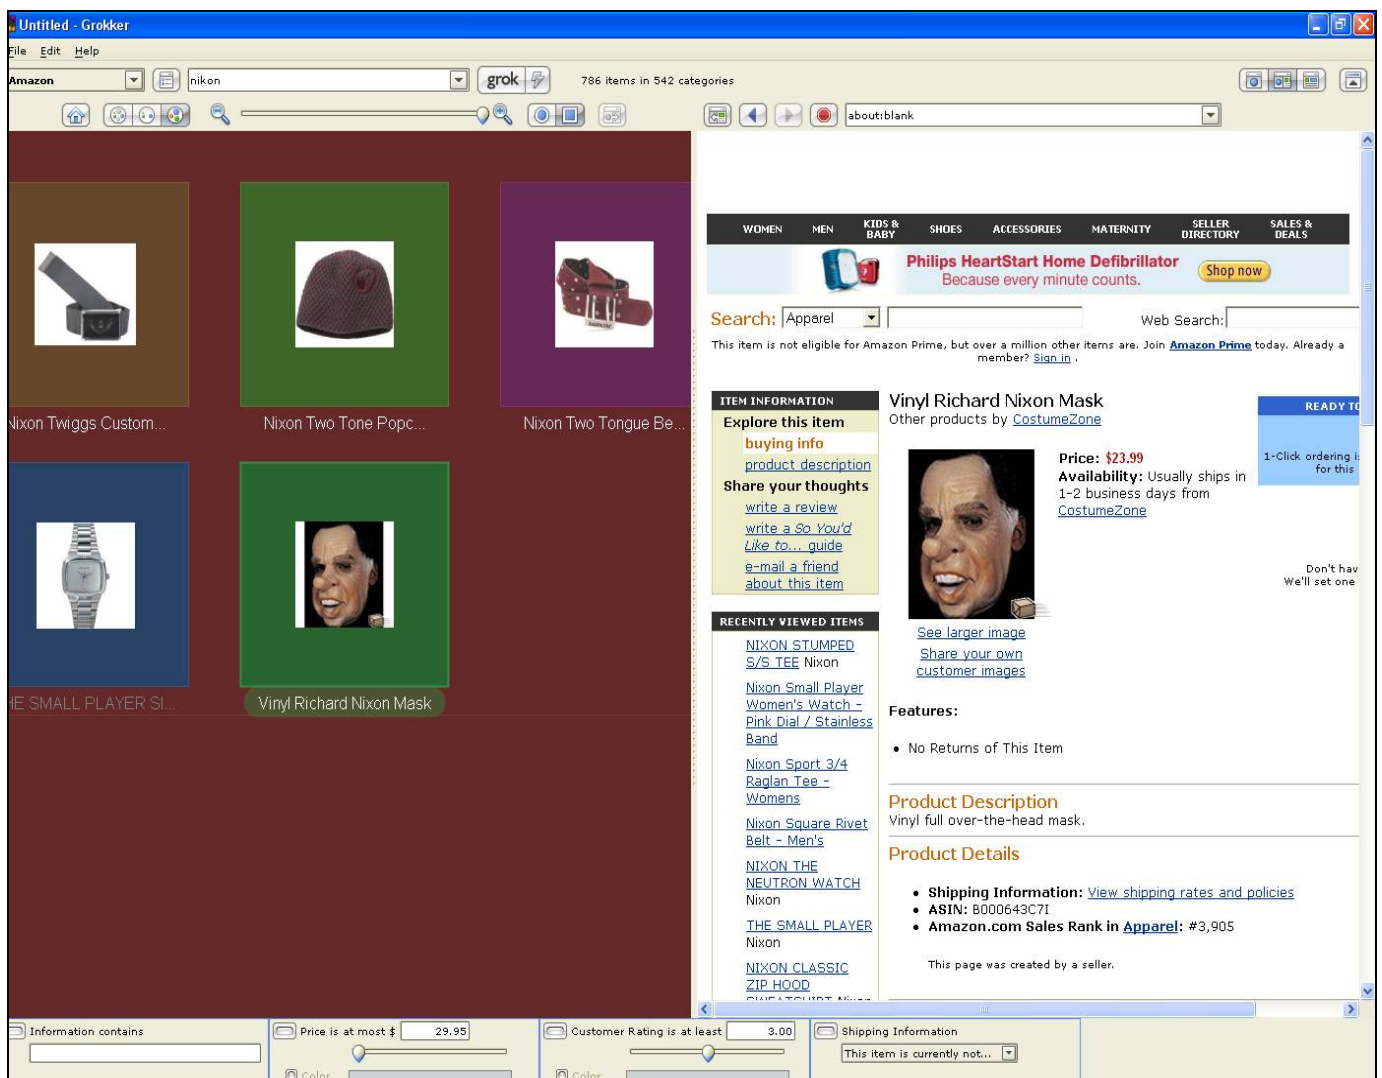 Untitled - Grokker
File Edit Help
Amazon
nikon
grok
786 items in 542 categories
about:blank
Nixon Twiggs Custom...
Nixon Two Tone Popc...
Nixon Two Tongue Be...
THE SMALL PLAYER SI...
Vinyl Richard Nixon Mask
WOMEN
MEN
KIDS &
BABY
SHOES
ACCESSORIES
MATERNITY
SELLER
DIRECTORY
SALES &
DEALS
Philips HeartStart Home Defibrillator
Because every minute counts.
Shop now
Search: Apparel
Web Search:
This item is not eligible for Amazon Prime, but over a million other items are. Join Amazon Prime today. Already a
member? Sign in .
ITEM INFORMATION
Explore this item
buying info
product description
Share your thoughts
write a review
write a So You'd
Like to... guide
e-mail a friend
about this item
RECENTLY VIEWED ITEMS
NIXON STUMPED
S/S TEE Nixon
Nixon Small Player
Women's Watch -
Pink Dial / Stainless
Band
Nixon Sport 3/4
Raglan Tee -
Womens
Nixon Square Rivet
Belt - Men's
NIXON THE
NEUTRON WATCH
Nixon
THE SMALL PLAYER
Nixon
NIXON CLASSIC
ZIP HOOD
SWEATSHIRT Nixon
Vinyl Richard Nixon Mask
Other products by CostumeZone
Price: $23.99
Availability: Usually ships in
1-2 business days from
CostumeZone
READY TO
1-Click ordering is
for this
Don't hav
We'll set one
See larger image
Share your own
customer images
Features:
• No Returns of This Item
Product Description
Vinyl full over-the-head mask.
Product Details
• Shipping Information: View shipping rates and policies
• ASIN: B000643C7I
• Amazon.com Sales Rank in Apparel: #3,905
This page was created by a seller.
Information contains
Price is at most $ 29.95
Color
Customer Rating is at least 3.00
Color
Shipping Information
This item is currently not...